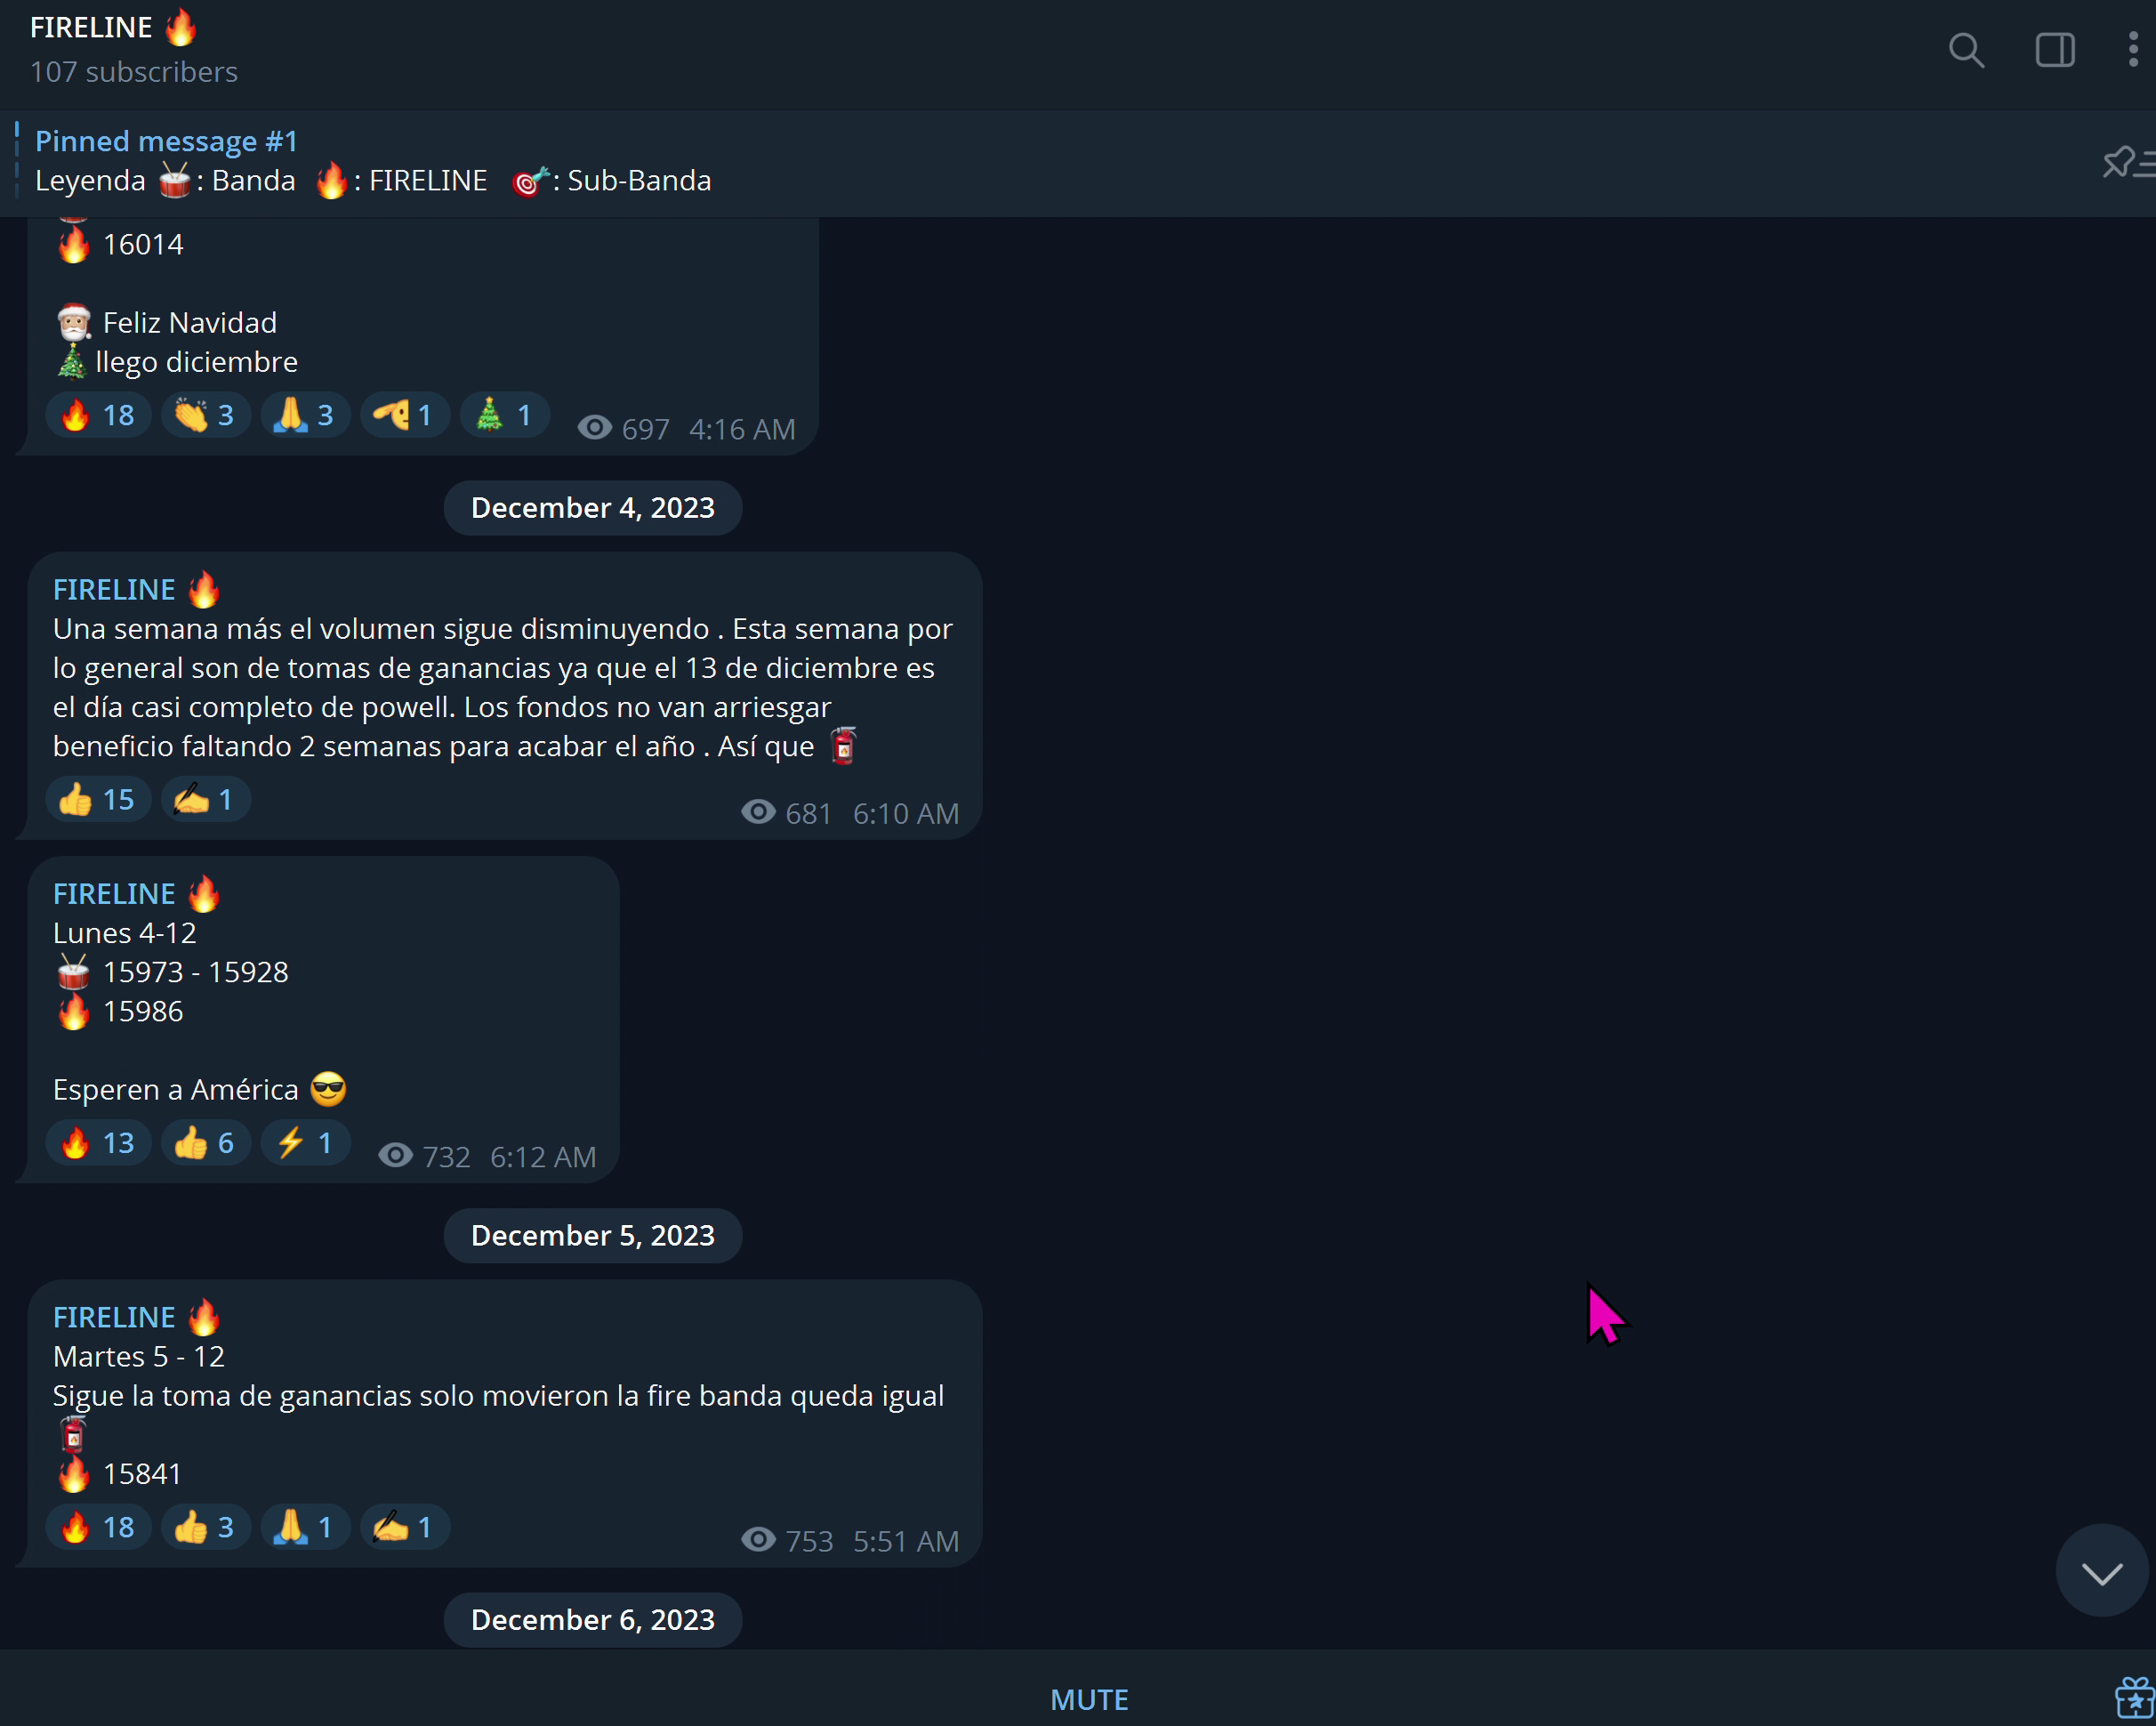 FIRELINE 🔥
107 subscribers
Pinned message #1
Leyenda 🥁: Banda 🔥: FIRELINE 🎯: Sub-Banda
🔥 16014
🎅🏼 Feliz Navidad
🎄llego diciembre
🔥 18 👏 3 🙏 3 🫡 1 🎄 1 697 4:16 AM
December 4, 2023
FIRELINE 🔥
Una semana más el volumen sigue disminuyendo . Esta semana por
lo general son de tomas de ganancias ya que el 13 de diciembre es
el día casi completo de powell. Los fondos no van arriesgar
beneficio faltando 2 semanas para acabar el año . Así que 🧯
👍 15 ✍ 1 681 6:10 AM
FIRELINE 🔥
Lunes 4-12
🥁 15973 - 15928
🔥 15986
Esperen a América 😎
🔥 13 👍 6 ⚡ 1 732 6:12 AM
December 5, 2023
FIRELINE 🔥
Martes 5 - 12
Sigue la toma de ganancias solo movieron la fire banda queda igual
🧯
🔥 15841
🔥 18 👍 3 🙏 1 ✍ 1 753 5:51 AM
December 6, 2023
MUTE